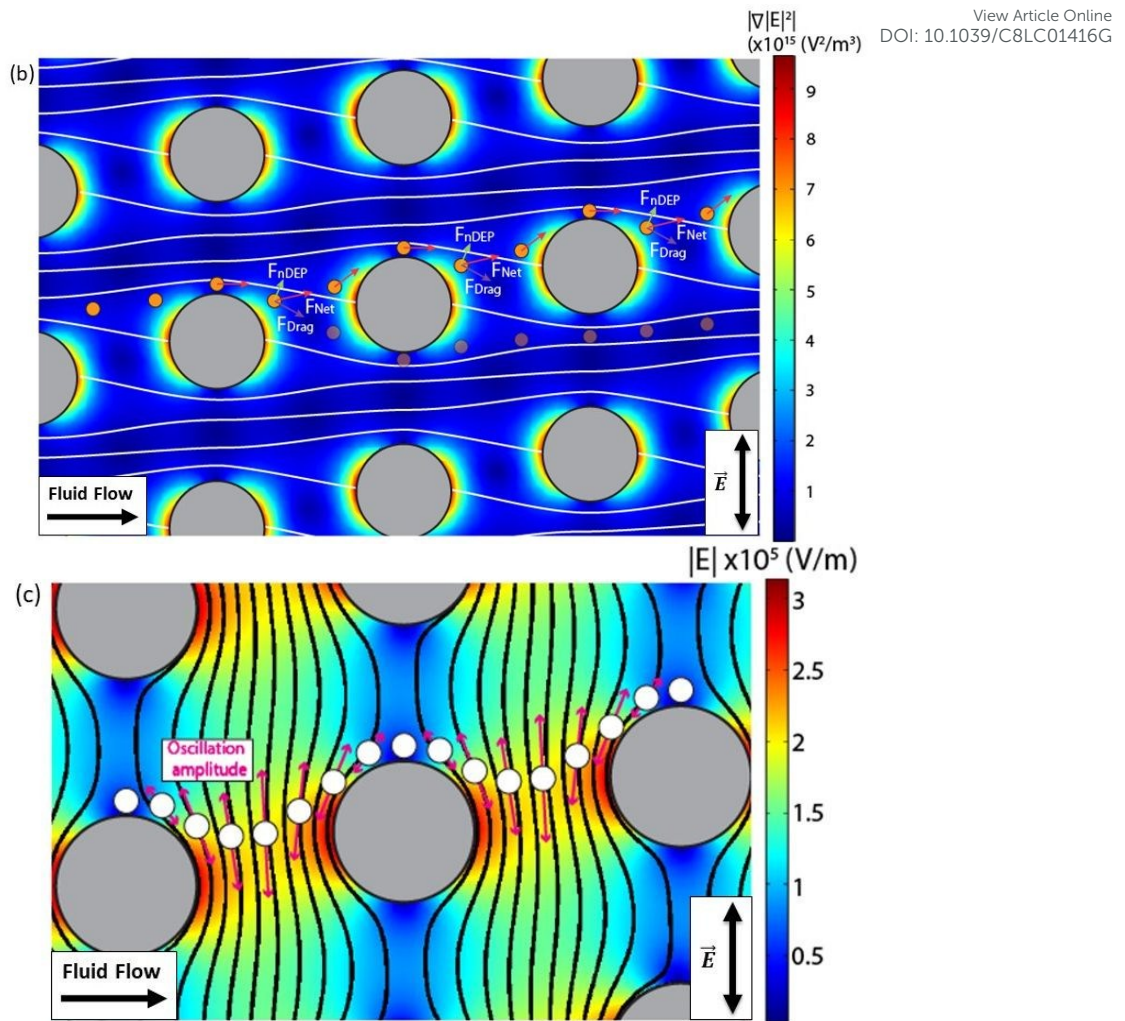 View Article Online
DOI: 10.1039/C8LC01416G
|∇|E|²|
(x10¹⁵ (V²/m³)
(b)
9
8
7
6
5
4
3
2
1
FnDEP
FNet
FDrag
FnDEP
FNet
FDrag
FnDEP
FNet
FDrag
Fluid Flow
E⃗
|E| x10⁵ (V/m)
(c)
3
2.5
2
1.5
1
0.5
Oscillation
amplitude
Fluid Flow
E⃗